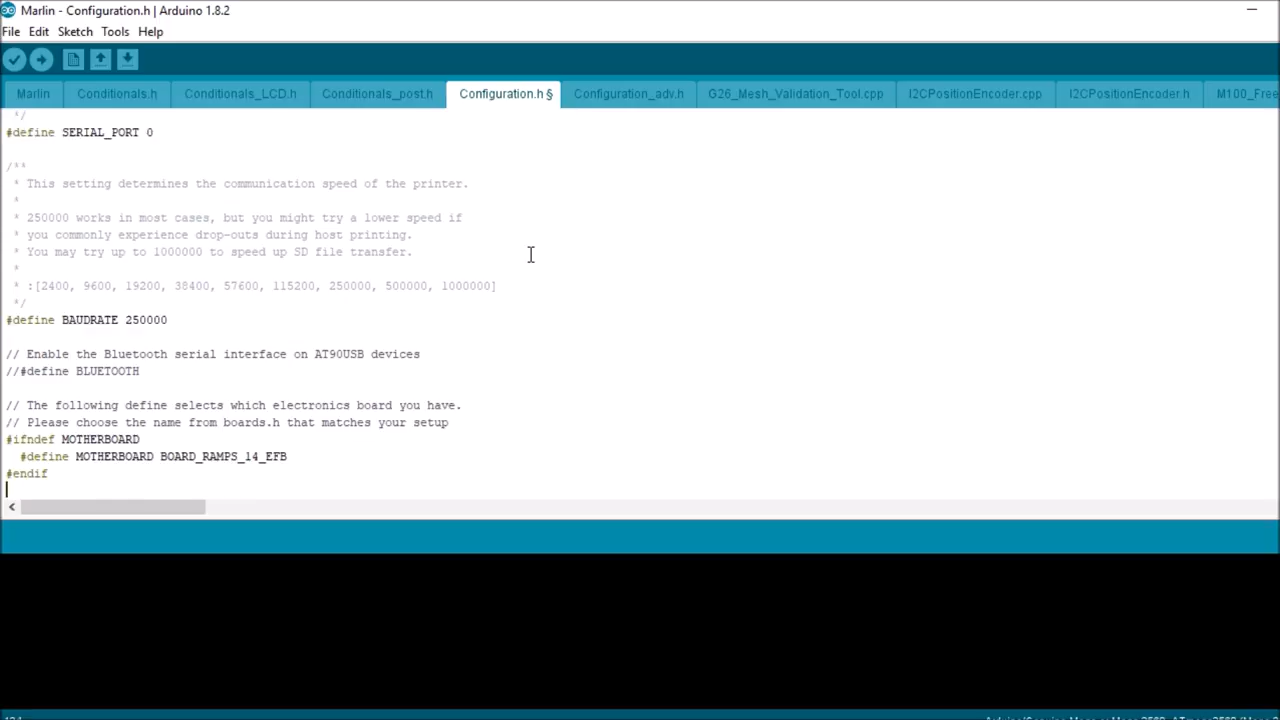 Marlin - Configuration.h | Arduino 1.8.2
File Edit Sketch Tools Help
Marlin Conditionals.h Conditionals_LCD.h Conditionals_post.h Configuration.h § Configuration_adv.h G26_Mesh_Validation_Tool.cpp I2CPositionEncoder.cpp I2CPositionEncoder.h M100_Free
*/
#define SERIAL_PORT 0
/**
* This setting determines the communication speed of the printer.
*
* 250000 works in most cases, but you might try a lower speed if
* you commonly experience drop-outs during host printing.
* You may try up to 1000000 to speed up SD file transfer.
*
* :[2400, 9600, 19200, 38400, 57600, 115200, 250000, 500000, 1000000]
*/
#define BAUDRATE 250000
// Enable the Bluetooth serial interface on AT90USB devices
//#define BLUETOOTH
// The following define selects which electronics board you have.
// Please choose the name from boards.h that matches your setup
#ifndef MOTHERBOARD
#define MOTHERBOARD BOARD_RAMPS_14_EFB
#endif